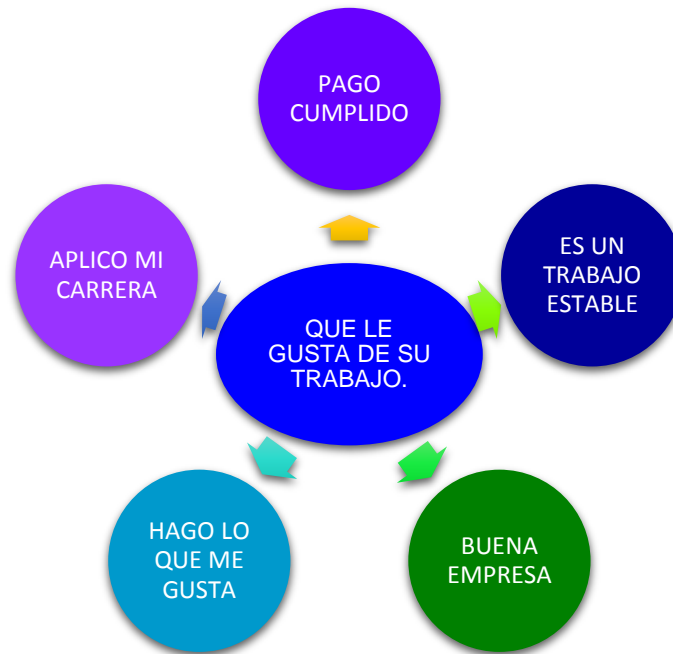 PAGO
CUMPLIDO
ES UN
TRABAJO
ESTABLE
BUENA
EMPRESA
HAGO LO
QUE ME
GUSTA
APLICO MI
CARRERA
QUE LE
GUSTA DE SU
TRABAJO.